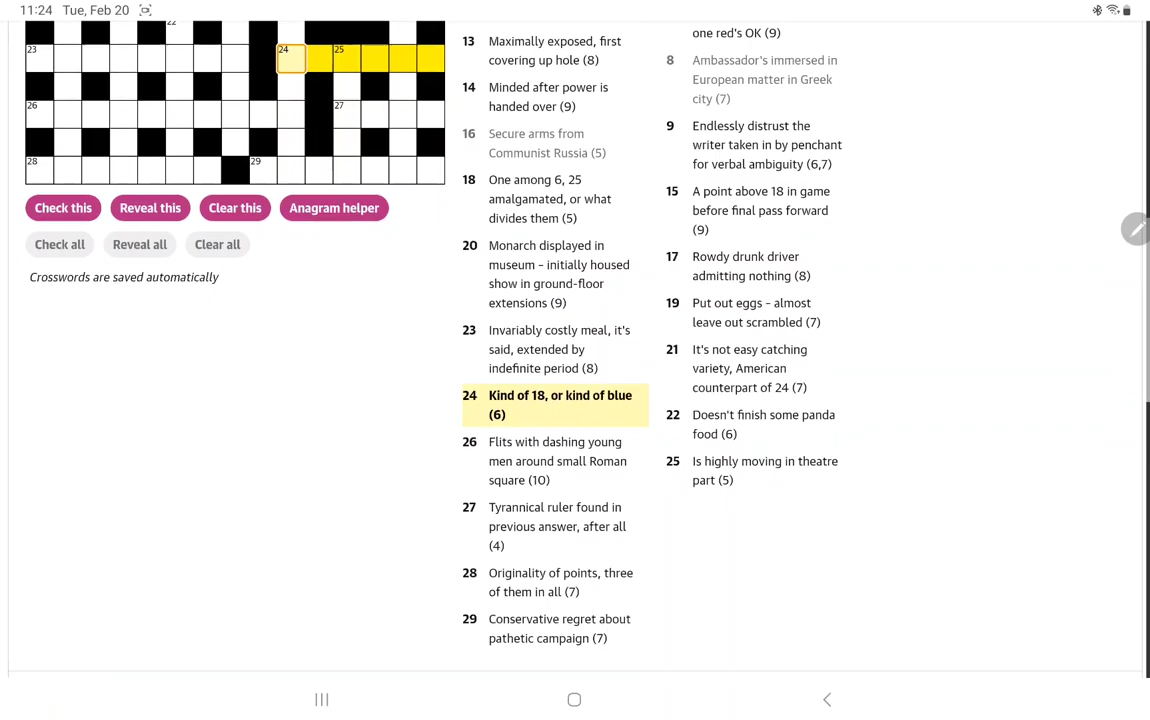 11:24 Tue, Feb 20
22
23
24
25
26
27
28
29
Check this
Reveal this
Clear this
Anagram helper
Check all
Reveal all
Clear all
Crosswords are saved automatically
13 Maximally exposed, first
covering up hole (8)
14 Minded after power is
handed over (9)
16 Secure arms from
Communist Russia (5)
18 One among 6, 25
amalgamated, or what
divides them (5)
20 Monarch displayed in
museum – initially housed
show in ground-floor
extensions (9)
23 Invariably costly meal, it's
said, extended by
indefinite period (8)
24 Kind of 18, or kind of blue
(6)
26 Flits with dashing young
men around small Roman
square (10)
27 Tyrannical ruler found in
previous answer, after all
(4)
28 Originality of points, three
of them in all (7)
29 Conservative regret about
pathetic campaign (7)
one red's OK (9)
8 Ambassador's immersed in
European matter in Greek
city (7)
9 Endlessly distrust the
writer taken in by penchant
for verbal ambiguity (6,7)
15 A point above 18 in game
before final pass forward
(9)
17 Rowdy drunk driver
admitting nothing (8)
19 Put out eggs – almost
leave out scrambled (7)
21 It's not easy catching
variety, American
counterpart of 24 (7)
22 Doesn't finish some panda
food (6)
25 Is highly moving in theatre
part (5)